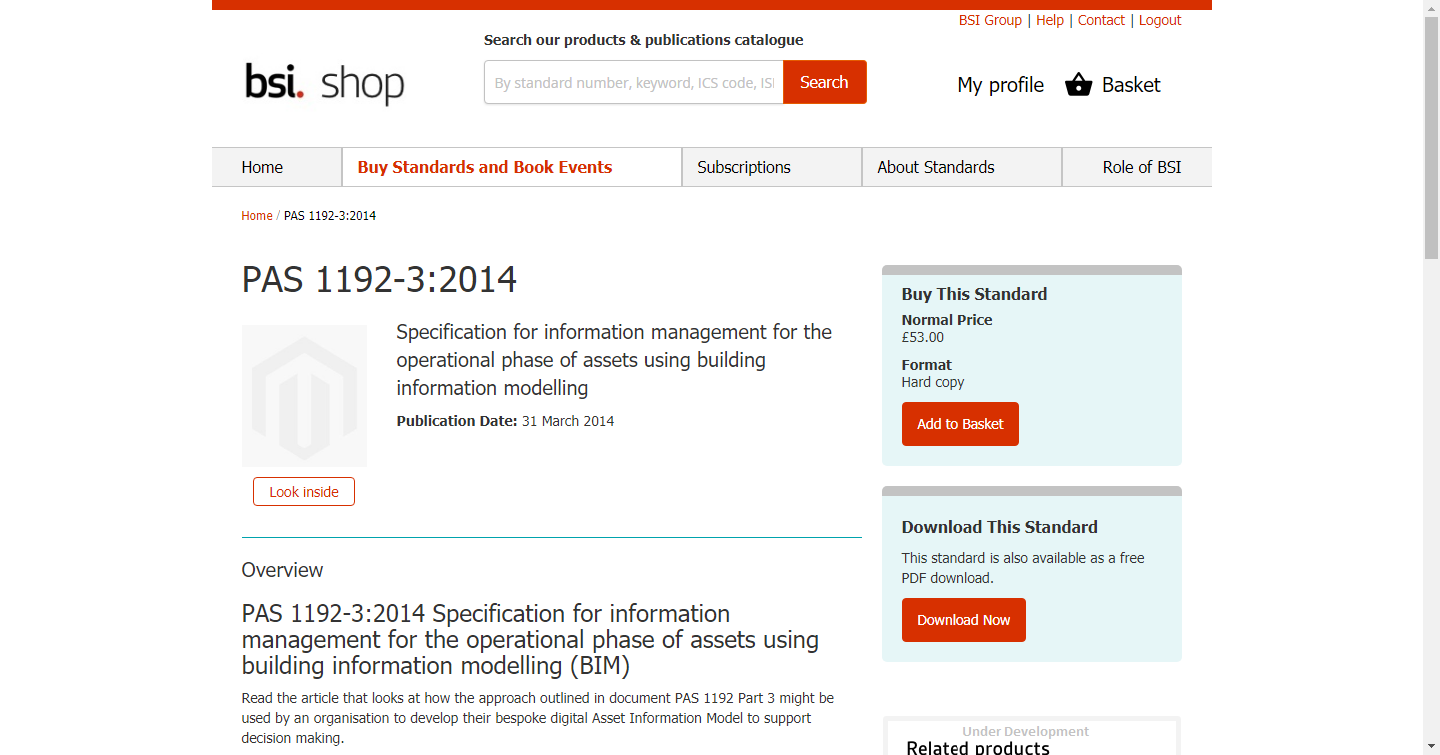 BSI Group | Help | Contact | Logout
Search our products & publications catalogue
bsi. shop
By standard number, keyword, ICS code, ISI
Search
My profile
Basket
Home
Buy Standards and Book Events
Subscriptions
About Standards
Role of BSI
Home / PAS 1192-3:2014
PAS 1192-3:2014
Specification for information management for the
operational phase of assets using building
information modelling
Publication Date: 31 March 2014
Look inside
Buy This Standard
Normal Price
£53.00
Format
Hard copy
Add to Basket
Download This Standard
This standard is also available as a free
PDF download.
Download Now
Overview
PAS 1192-3:2014 Specification for information
management for the operational phase of assets using
building information modelling (BIM)
Read the article that looks at how the approach outlined in document PAS 1192 Part 3 might be
used by an organisation to develop their bespoke digital Asset Information Model to support
decision making.
Under Development
Related products